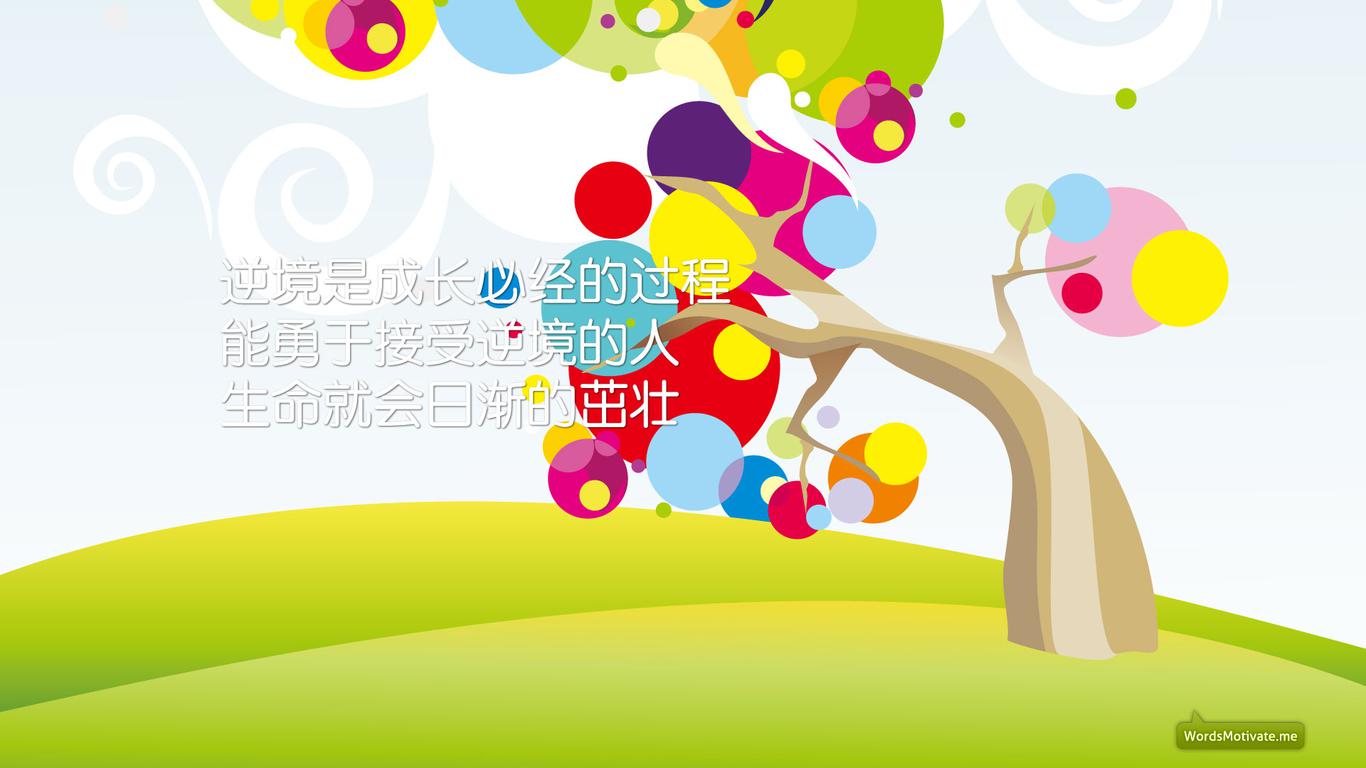 逆境是成长必经的过程
能勇于接受逆境的人
生命就会日渐的茁壮
WordsMotivate.me